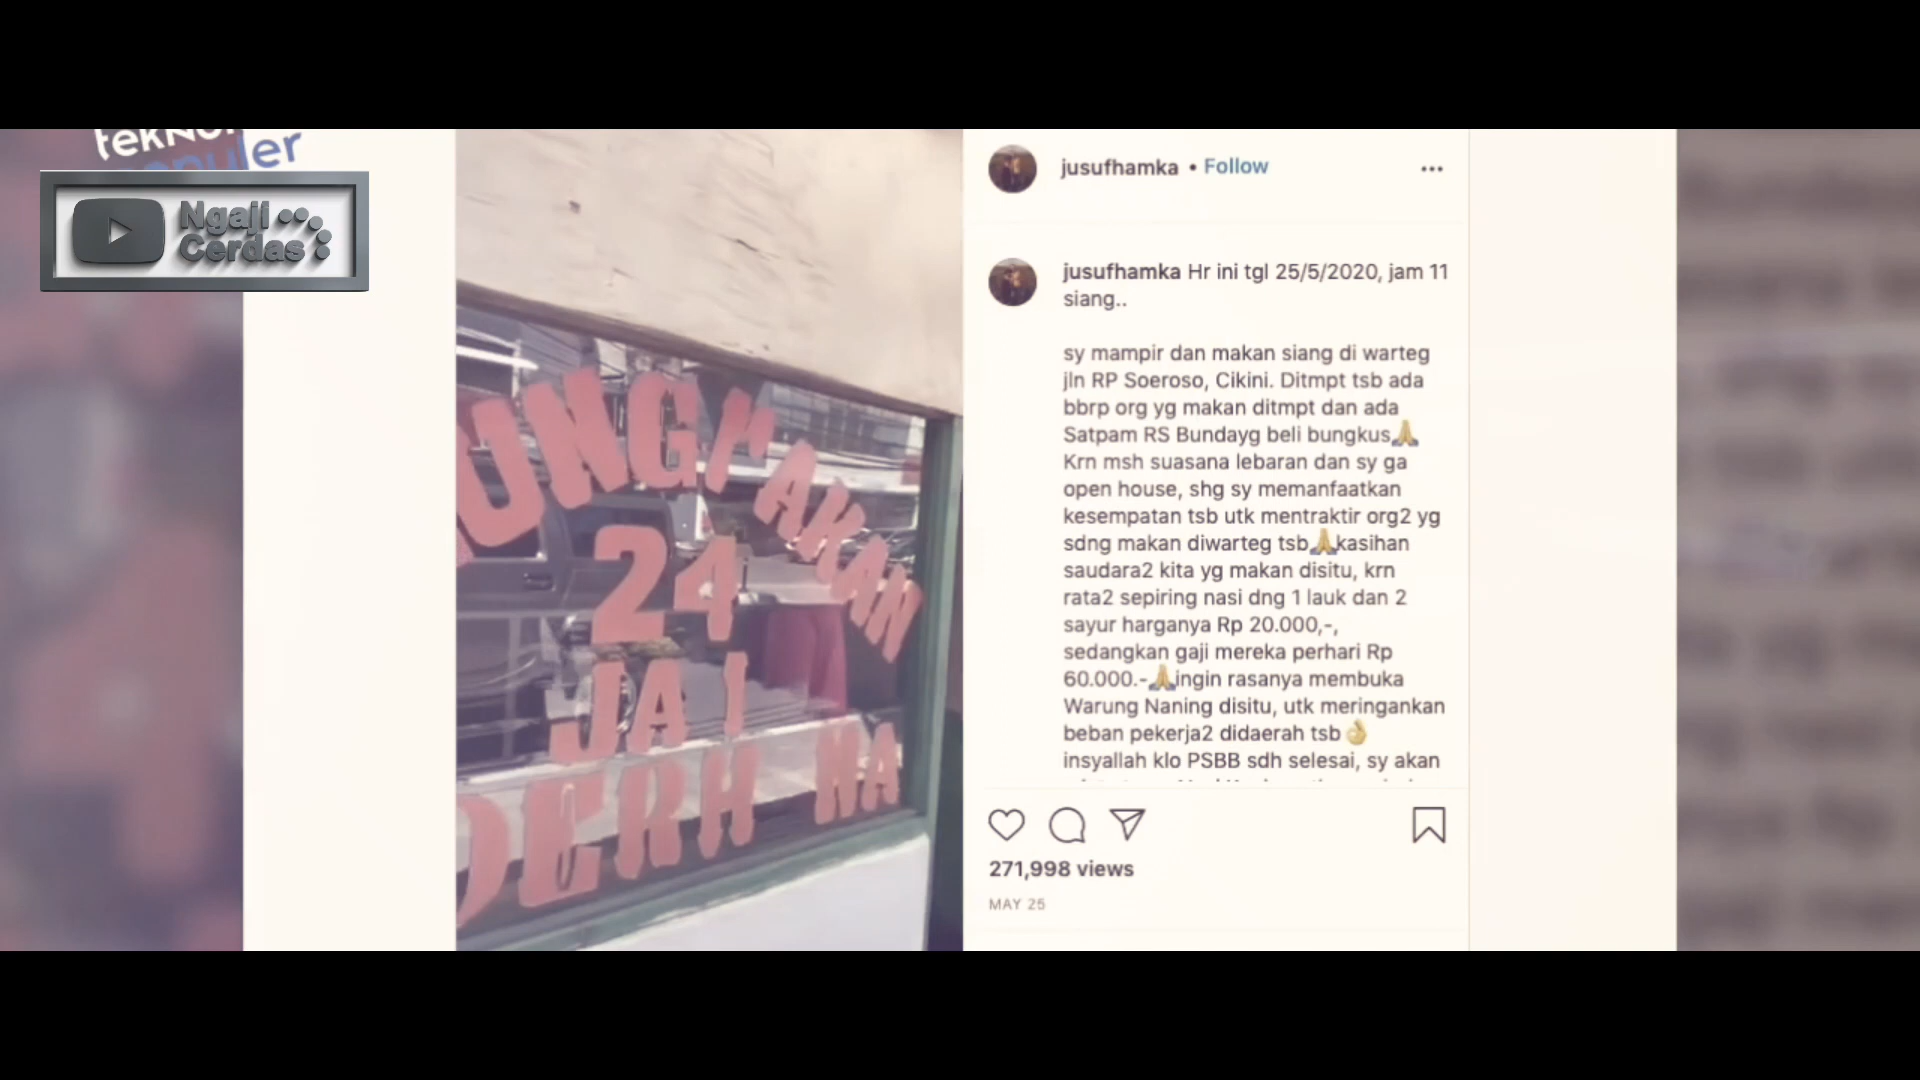 Ngaji
Cerdas
UNG MAKAN
24
JAI
DERH NA
jusufhamka • Follow
jusufhamka Hr ini tgl 25/5/2020, jam 11
siang..
sy mampir dan makan siang di warteg
jln RP Soeroso, Cikini. Ditmpt tsb ada
bbrp org yg makan ditmpt dan ada
Satpam RS Bundayg beli bungkus🙏
Krn msh suasana lebaran dan sy ga
open house, shg sy memanfaatkan
kesempatan tsb utk mentraktir org2 yg
sdng makan diwarteg tsb🙏kasihan
saudara2 kita yg makan disitu, krn
rata2 sepiring nasi dng 1 lauk dan 2
sayur harganya Rp 20.000,-,
sedangkan gaji mereka perhari Rp
60.000.-🙏ingin rasanya membuka
Warung Naning disitu, utk meringankan
beban pekerja2 didaerah tsb👌
insyallah klo PSBB sdh selesai, sy akan
271,998 views
MAY 25